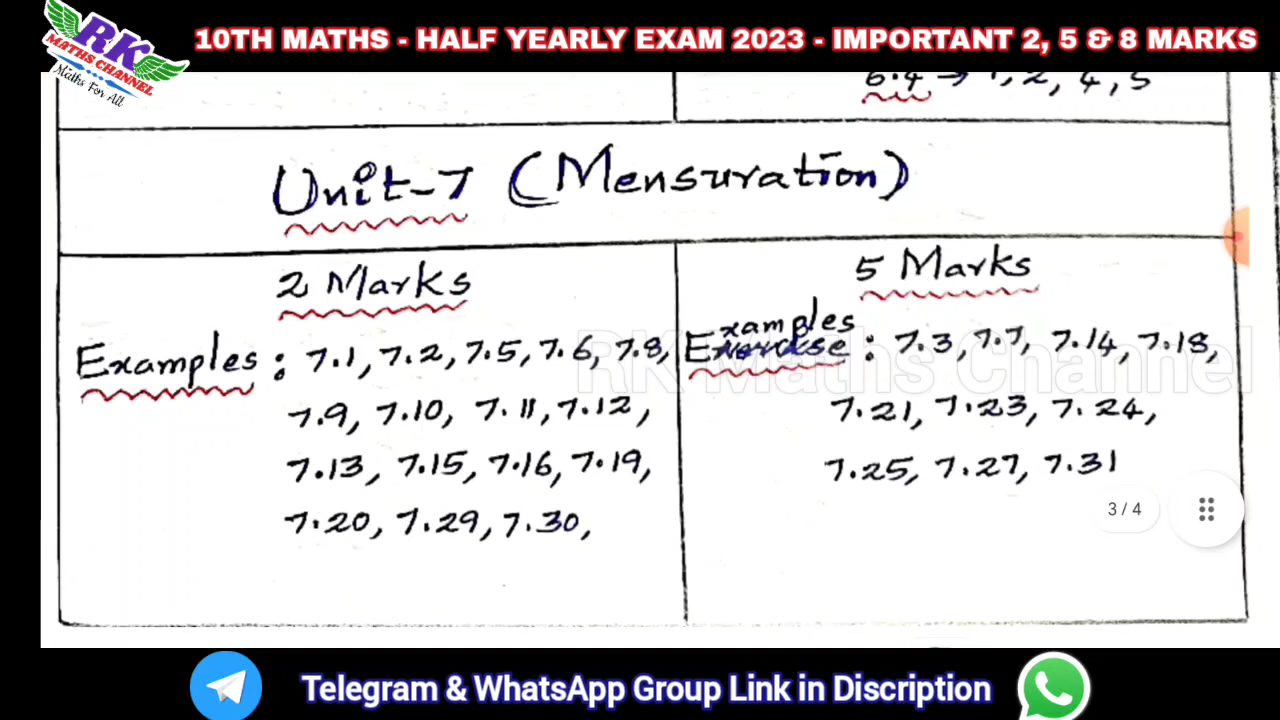 RK
MATHS CHANNEL
Maths For All
10TH MATHS - HALF YEARLY EXAM 2023 - IMPORTANT 2, 5 & 8 MARKS
6.4 → 1, 2, 4, 5
Unit-7 (Mensuration)
2 Marks
Examples : 7.1, 7.2, 7.5, 7.6, 7.8,
7.9, 7.10, 7.11, 7.12,
7.13, 7.15, 7.16, 7.19,
7.20, 7.29, 7.30,
5 Marks
Examples : 7.3, 7.7, 7.14, 7.18,
7.21, 7.23, 7.24,
7.25, 7.27, 7.31
RK Maths Channel
3 / 4
Telegram & WhatsApp Group Link in Discription